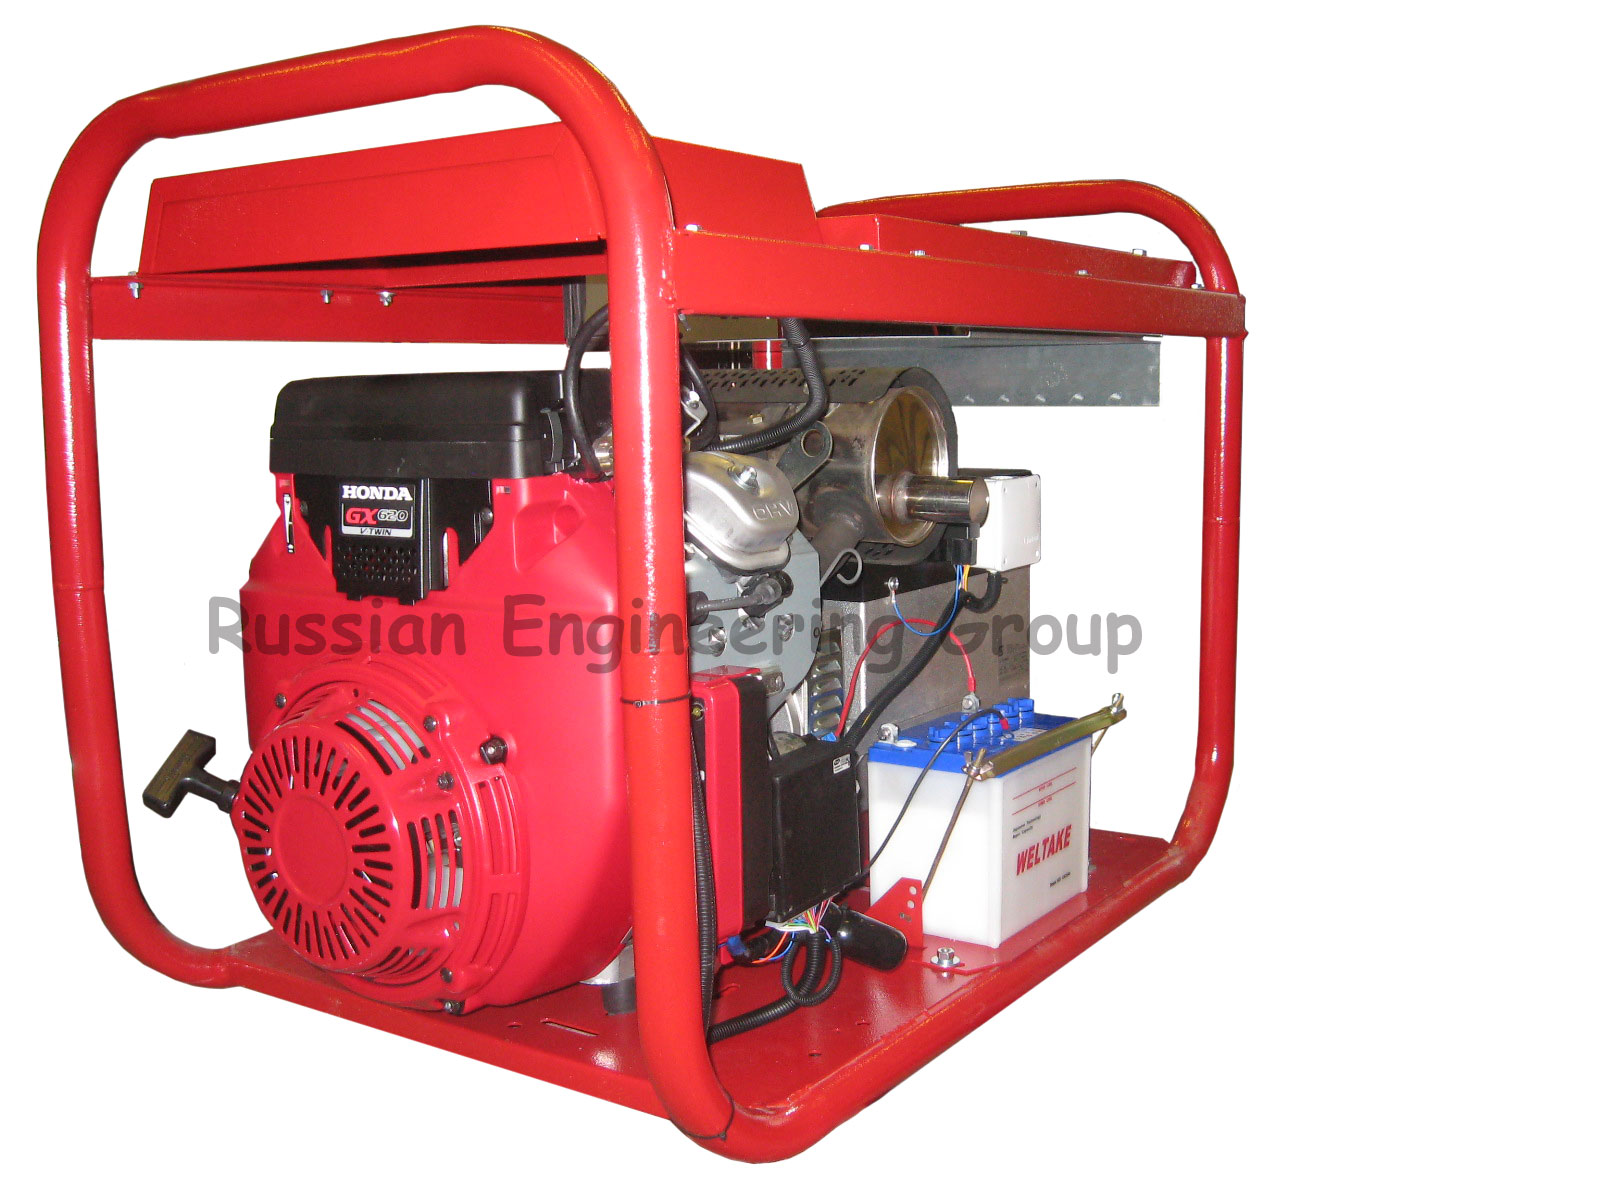 HONDA
GX620
V-TWIN
OHV
Russian Engineering Group
WELTAKE